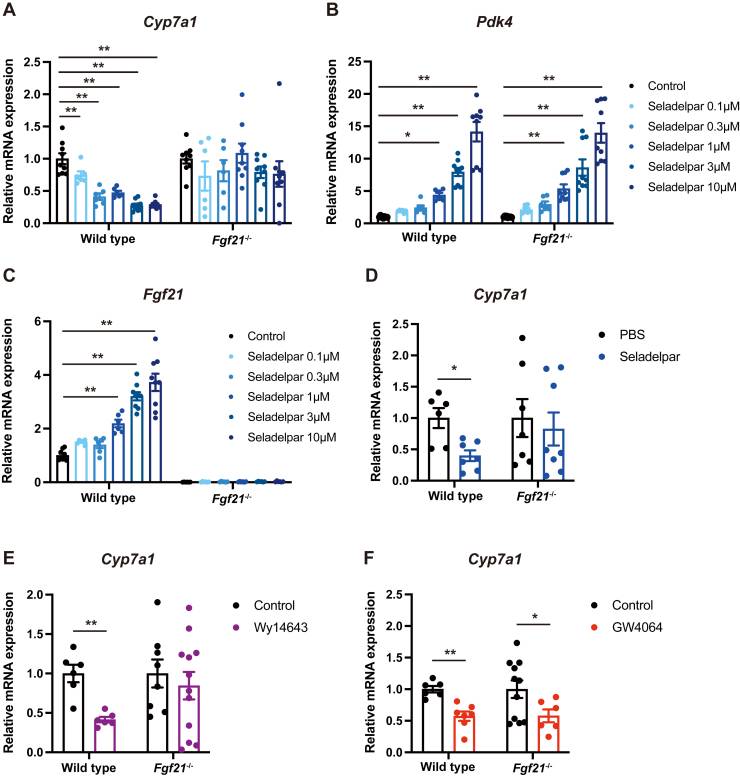 A
Cyp7a1
Relative mRNA expression
2.5
2.0
1.5
1.0
0.5
0.0
**
**
**
**
**
Wild type
Fgf21-/-
B
Pdk4
Relative mRNA expression
25
20
15
10
5
0
**
**
*
**
**
**
Wild type
Fgf21-/-
Control
Seladelpar 0.1μM
Seladelpar 0.3μM
Seladelpar 1μM
Seladelpar 3μM
Seladelpar 10μM
C
Fgf21
Relative mRNA expression
6
4
2
0
**
**
**
Wild type
Fgf21-/-
Control
Seladelpar 0.1μM
Seladelpar 0.3μM
Seladelpar 1μM
Seladelpar 3μM
Seladelpar 10μM
D
Cyp7a1
Relative mRNA expression
2.5
2.0
1.5
1.0
0.5
0.0
*
Wild type
Fgf21-/-
PBS
Seladelpar
E
Cyp7a1
Relative mRNA expression
2.0
1.5
1.0
0.5
0.0
**
Wild type
Fgf21-/-
Control
Wy14643
F
Cyp7a1
Relative mRNA expression
2.5
2.0
1.5
1.0
0.5
0.0
**
*
Wild type
Fgf21-/-
Control
GW4064